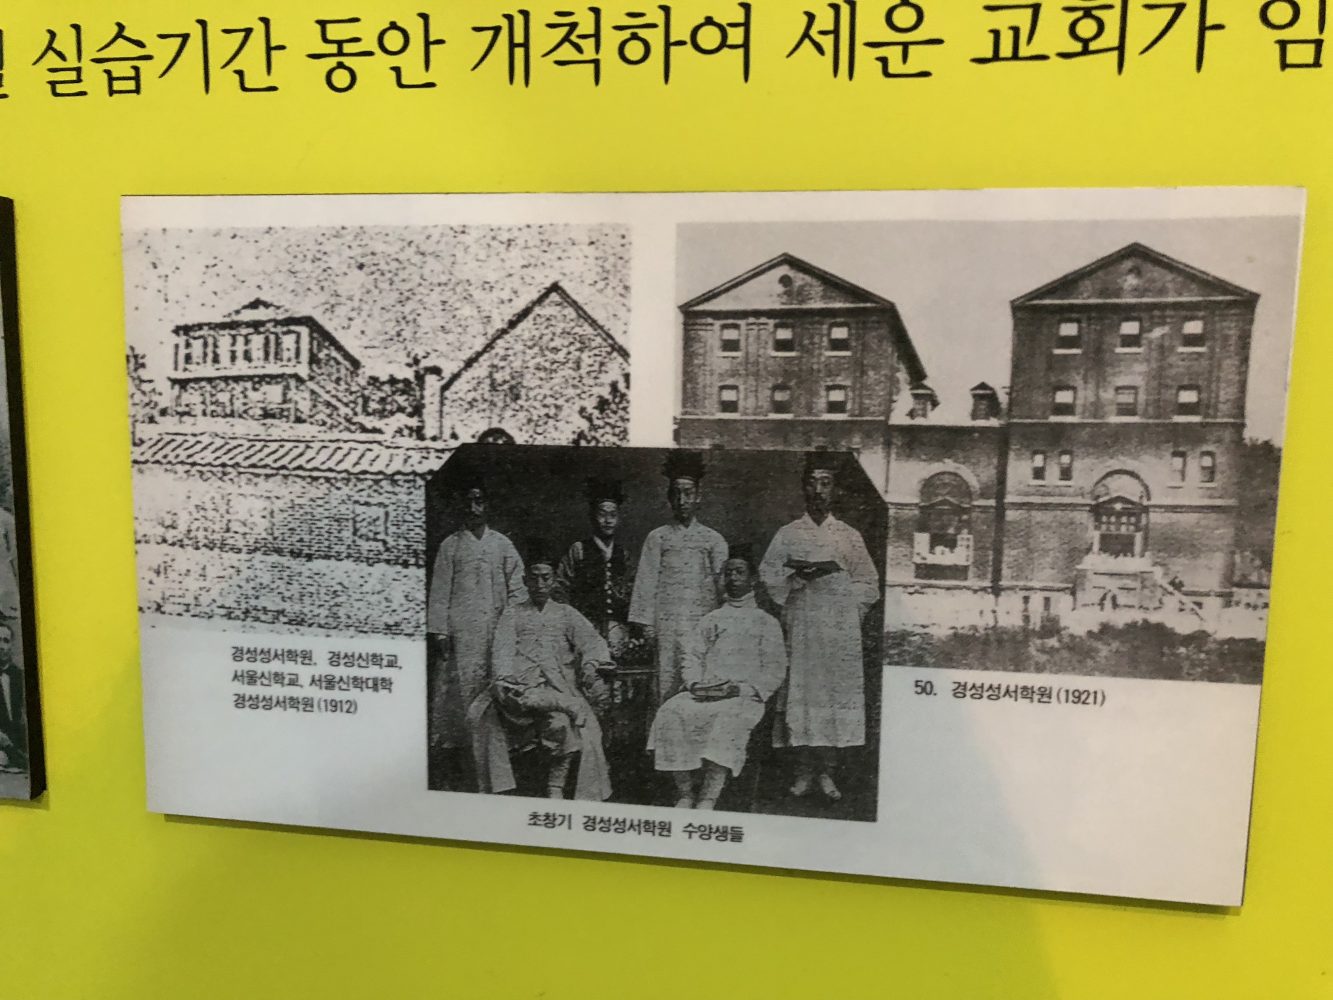 실습기간 동안 개척하여 세운 교회가 임
경성성서학원, 경성신학교,
서울신학교, 서울신학대학
경성성서학원(1912)
50. 경성성서학원(1921)
초창기 경성성서학원 수양생들